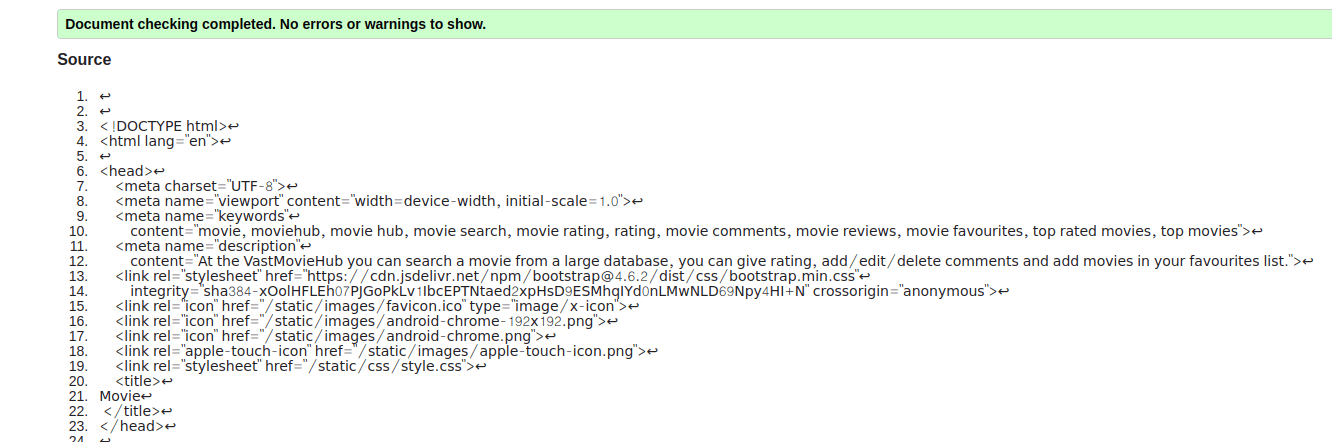 Document checking completed. No errors or warnings to show.
Source
1. ↩
2. ↩
3. < !DOCTYPE html>↩
4. <html lang="en">↩
5. ↩
6. <head>↩
7. <meta charset="UTF-8">↩
8. <meta name="viewport" content="width=device-width, initial-scale=1.0">↩
9. <meta name="keywords"↩
10. content="movie, moviehub, movie hub, movie search, movie rating, rating, movie comments, movie reviews, movie favourites, top rated movies, top movies">↩
11. <meta name="description"↩
12. content="At the VastMovieHub you can search a movie from a large database, you can give rating, add/edit/delete comments and add movies in your favourites list.">↩
13. <link rel="stylesheet" href="https://cdn.jsdelivr.net/npm/bootstrap@4.6.2/dist/css/bootstrap.min.css"↩
14. integrity="sha384-xOolHFLEh07PJGoPkLv1IbcEPTNtaed2xpHsD9ESMhqIYd0nLMwNLD69Npy4HI+N" crossorigin="anonymous">↩
15. <link rel="icon" href="/static/images/favicon.ico" type="image/x-icon">↩
16. <link rel="icon" href="/static/images/android-chrome-192x192.png">↩
17. <link rel="icon" href="/static/images/android-chrome.png">↩
18. <link rel="apple-touch-icon" href="/static/images/apple-touch-icon.png">↩
19. <link rel="stylesheet" href="/static/css/style.css">↩
20. <title>↩
21. Movie↩
22. </title>↩
23. </head>↩
24. ↩